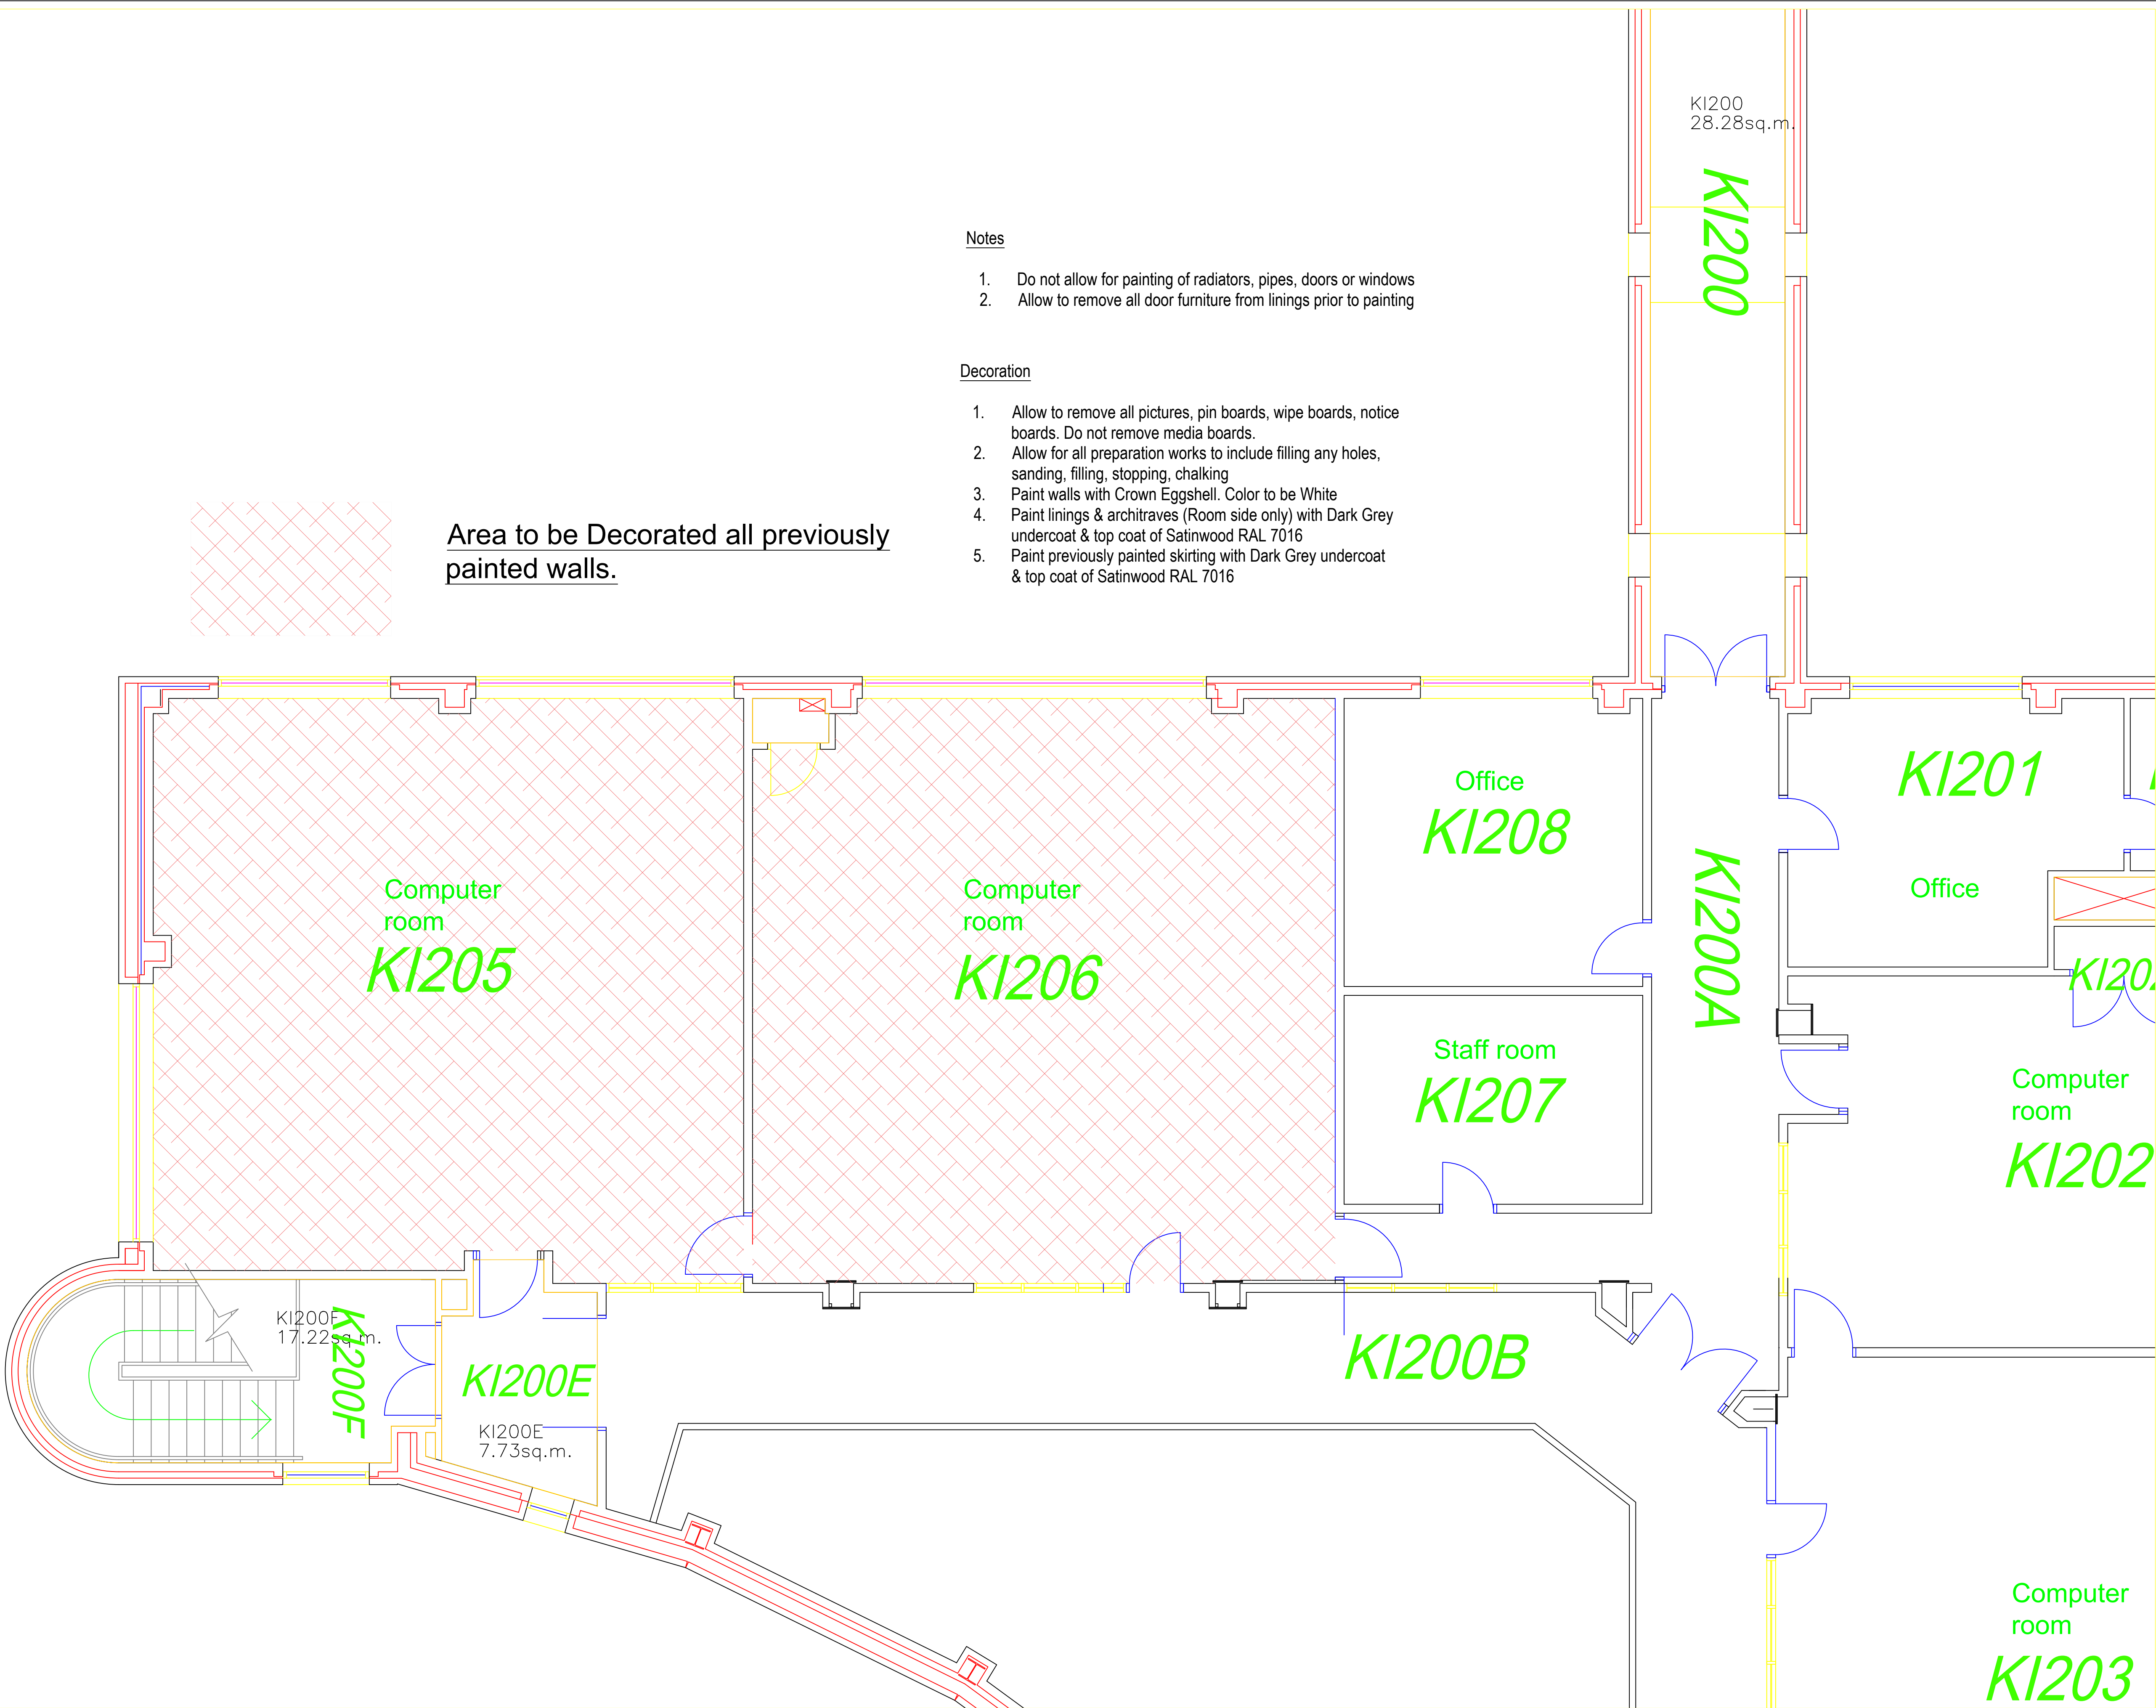 KI200
28.28sq.m.
KI200
Notes
1. Do not allow for painting of radiators, pipes, doors or windows
2. Allow to remove all door furniture from linings prior to painting
Decoration
1. Allow to remove all pictures, pin boards, wipe boards, notice
boards. Do not remove media boards.
2. Allow for all preparation works to include filling any holes,
sanding, filling, stopping, chalking
3. Paint walls with Crown Eggshell. Color to be White
4. Paint linings & architraves (Room side only) with Dark Grey
undercoat & top coat of Satinwood RAL 7016
5. Paint previously painted skirting with Dark Grey undercoat
& top coat of Satinwood RAL 7016
Area to be Decorated all previously
painted walls.
Computer
room
KI205
Computer
room
KI206
Office
KI208
Staff room
KI207
KI200A
KI201
Office
Computer
room
KI202
KI200F
17.22sq.m.
KI200F
KI200E
KI200E
7.73sq.m.
KI200B
Computer
room
KI203